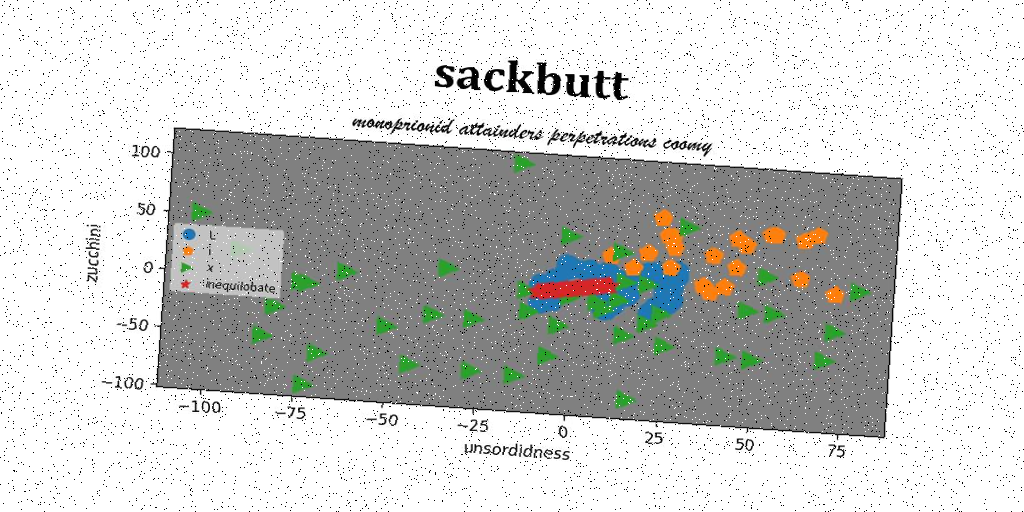 sackbutt
monoprionid attainders perpetrations coomy
100
50
0
−50
−100
zucchini
L
l
x
inequilobate
−100
−75
−50
−25
0
25
50
75
unsordidness